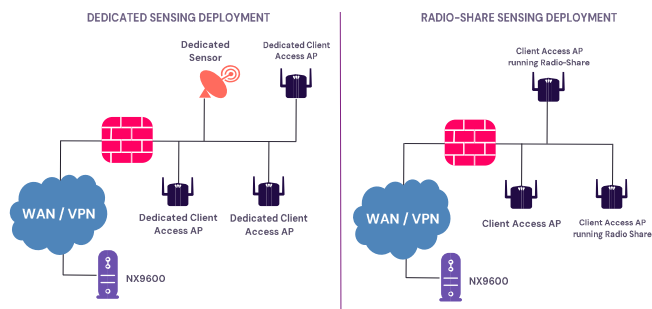 DEDICATED SENSING DEPLOYMENT
Dedicated
Sensor
Dedicated Client
Access AP
WAN / VPN
Dedicated Client
Access AP
Dedicated Client
Access AP
NX9600
RADIO-SHARE SENSING DEPLOYMENT
Client Access AP
running Radio-Share
WAN / VPN
Client Access AP
Client Access AP
running Radio Share
NX9600